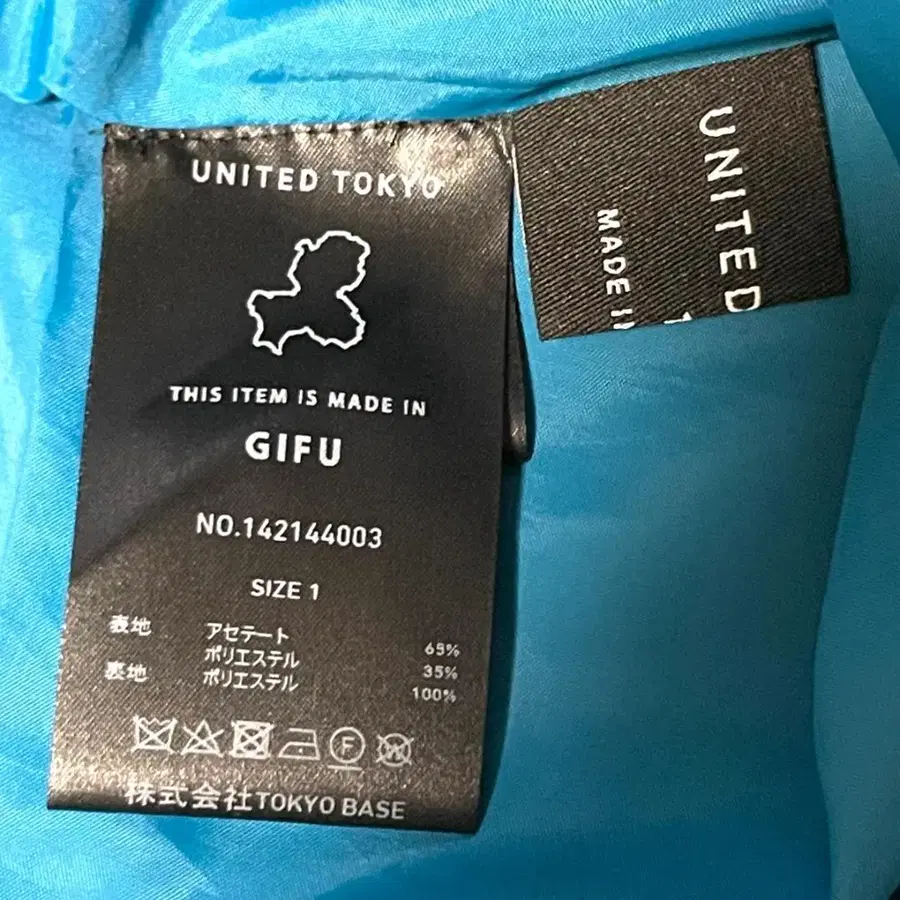 UNITED TOKYO
THIS ITEM IS MADE IN
GIFU
NO.142144003
SIZE 1
表地 アセテート 65%
ポリエステル 35%
裏地 ポリエステル 100%
F W
株式会社TOKYO BASE
UNITED
MADE